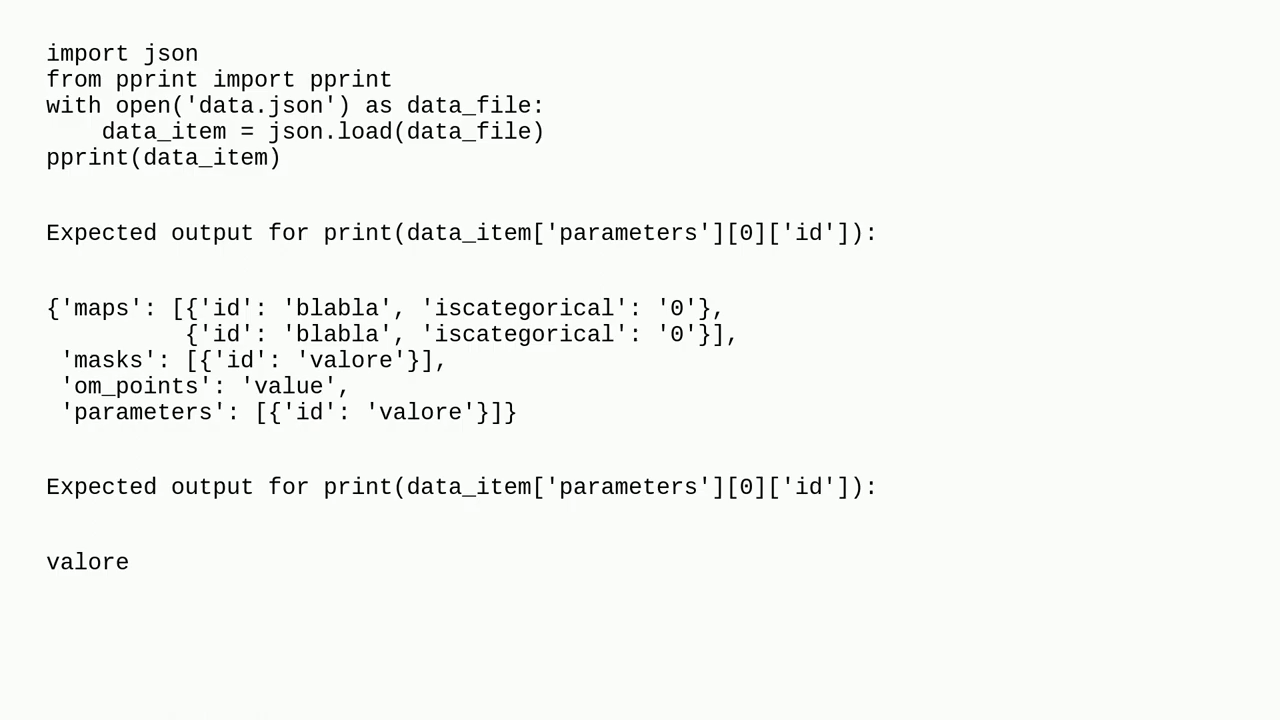 import json
from pprint import pprint
with open('data.json') as data_file:
    data_item = json.load(data_file)
pprint(data_item)
Expected output for print(data_item['parameters'][0]['id']):
{'maps': [{'id': 'blabla', 'iscategorical': '0'},
          {'id': 'blabla', 'iscategorical': '0'}],
 'masks': [{'id': 'valore'}],
 'om_points': 'value',
 'parameters': [{'id': 'valore'}]}
Expected output for print(data_item['parameters'][0]['id']):
valore